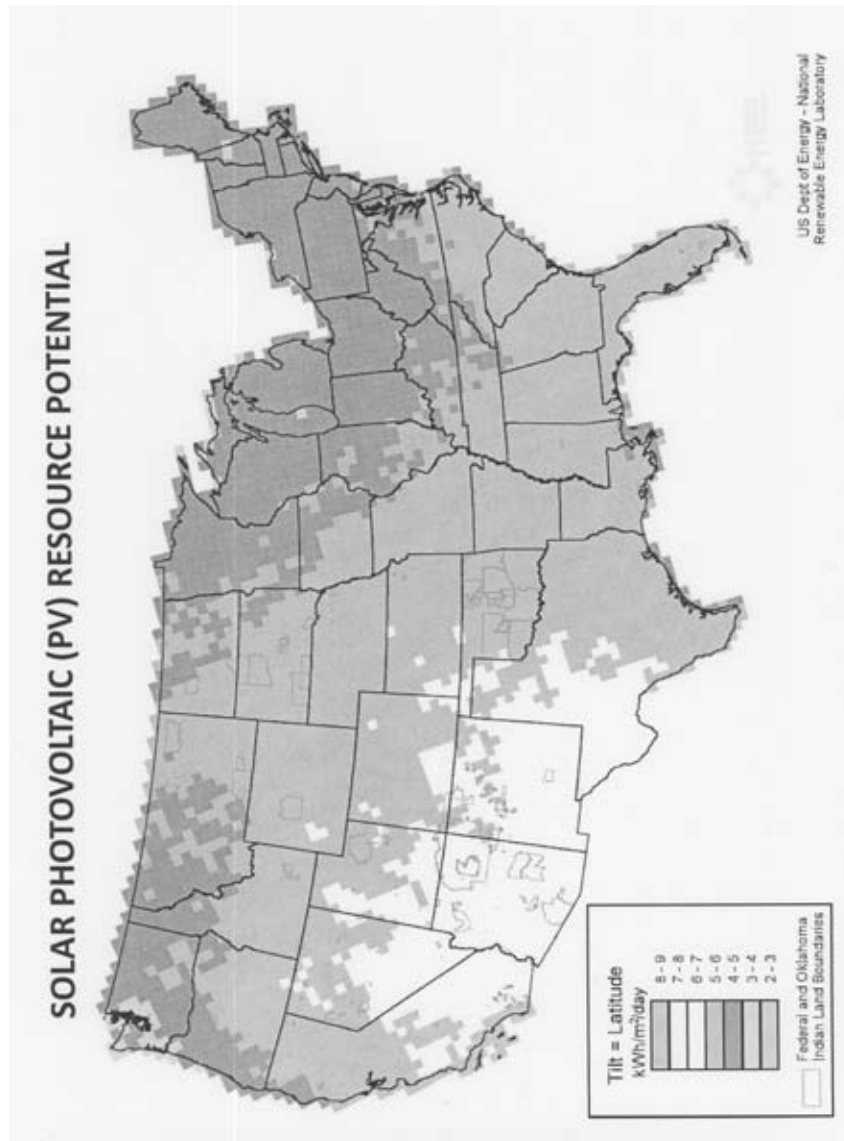 SOLAR PHOTOVOLTAIC (PV) RESOURCE POTENTIAL
Tilt = Latitude
kWh/m²/day
8 - 9
7 - 8
6 - 7
5 - 6
4 - 5
3 - 4
2 - 3
Federal and Oklahoma
Indian Land Boundaries
US Dept of Energy - National
Renewable Energy Laboratory